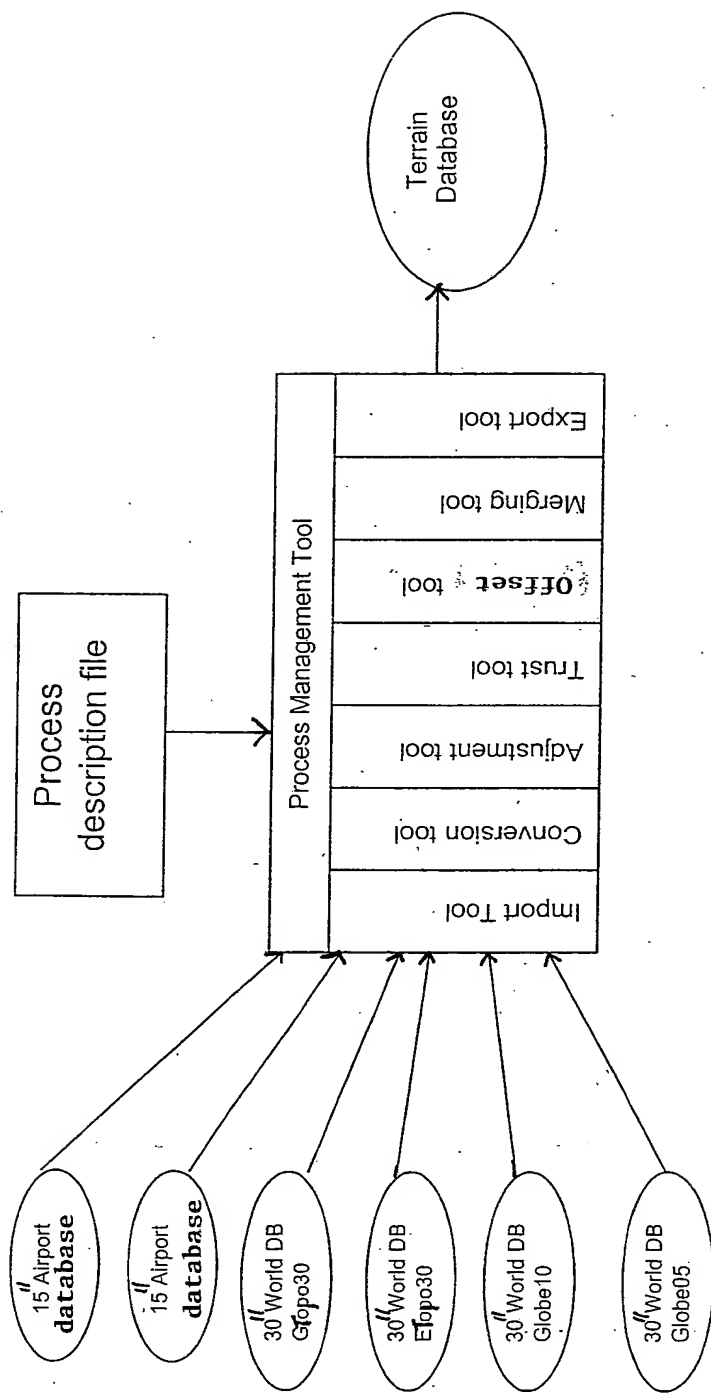 Process
description file
15" Airport
database
15" Airport
database
30" World DB
GTopo30
30" World DB
ETopo30
30" World DB
Globe10
30" World DB
Globe05.
Process Management Tool
Import Tool
Conversion tool
Adjustment tool
Trust tool
Offset tool
Merging tool
Export tool
Terrain
Database